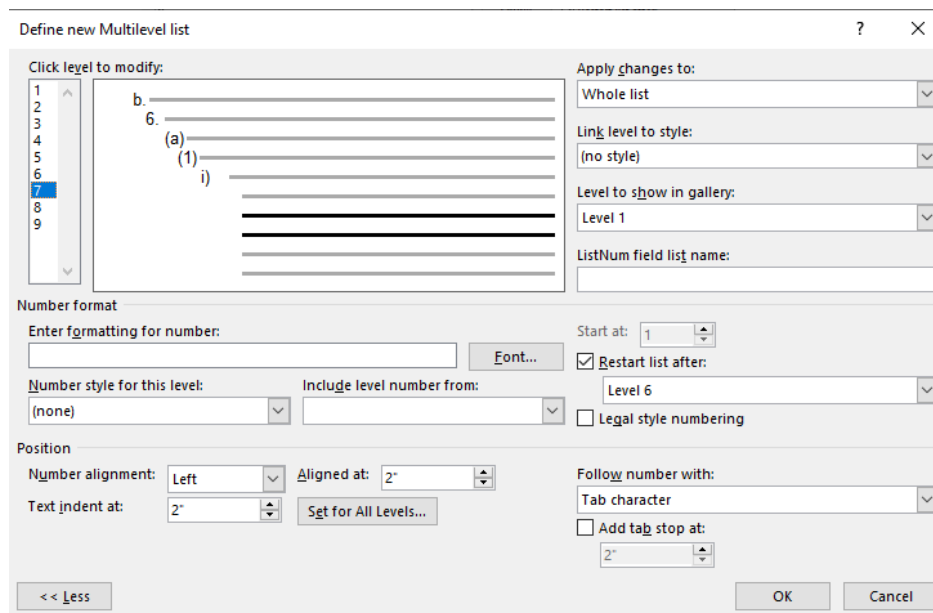 Define new Multilevel list
? X
Click level to modify:
1
2
3
4
5
6
7
8
9
b.
6.
(a)
(1)
i)
Apply changes to:
Whole list
Link level to style:
(no style)
Level to show in gallery:
Level 1
ListNum field list name:
Number format
Enter formatting for number:
Font...
Number style for this level:
(none)
Include level number from:
Start at: 1
Restart list after:
Level 6
Legal style numbering
Position
Number alignment: Left
Aligned at: 2"
Text indent at: 2"
Set for All Levels...
Follow number with:
Tab character
Add tab stop at:
2"
<< Less
OK
Cancel